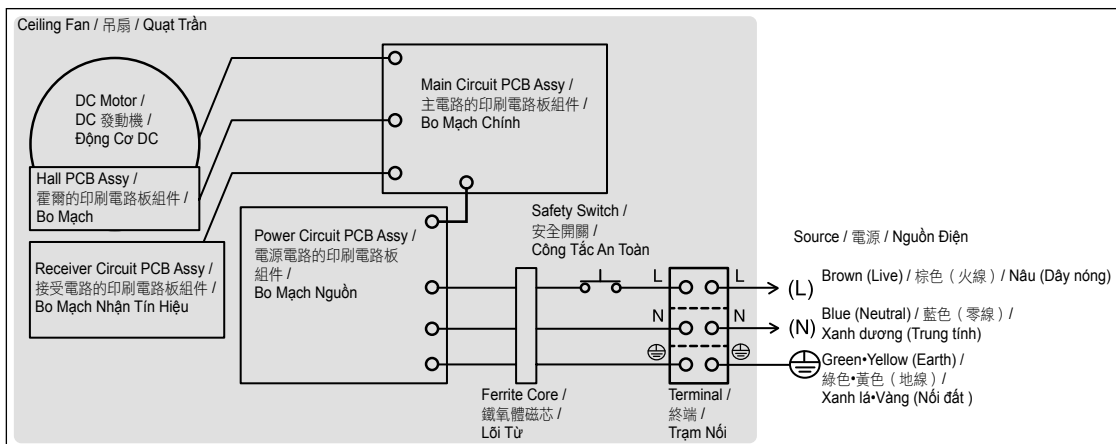 Ceiling Fan / 吊扇 / Quạt Trần
DC Motor /
DC 發動機 /
Động Cơ DC
Hall PCB Assy /
霍爾的印刷電路板組件 /
Bo Mạch
Receiver Circuit PCB Assy /
接受電路的印刷電路板組件 /
Bo Mạch Nhận Tín Hiệu
Main Circuit PCB Assy /
主電路的印刷電路板組件 /
Bo Mạch Chính
Power Circuit PCB Assy /
電源電路的印刷電路板
組件 /
Bo Mạch Nguồn
Safety Switch /
安全開關 /
Công Tắc An Toàn
Ferrite Core /
鐵氧體磁芯 /
Lõi Từ
L L
N N
Terminal /
終端 /
Trạm Nối
Source / 電源 / Nguồn Điện
(L) Brown (Live) / 棕色（火線）/ Nâu (Dây nóng)
(N) Blue (Neutral) / 藍色（零線）/
Xanh dương (Trung tính)
Green•Yellow (Earth) /
綠色•黃色（地線）/
Xanh lá•Vàng (Nối đất )